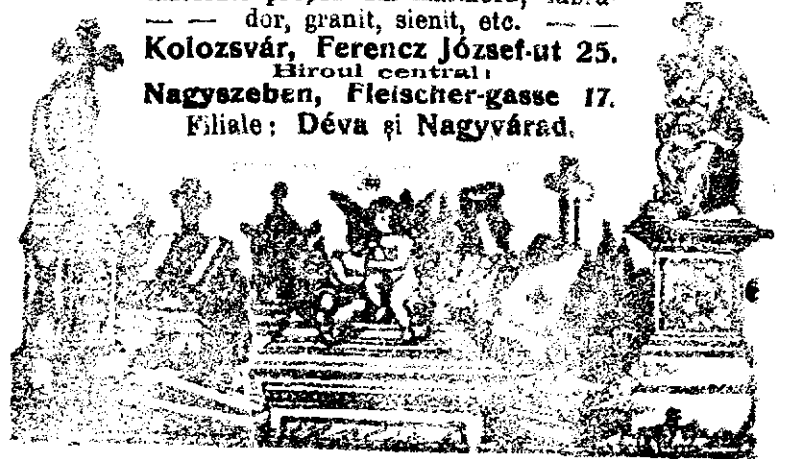 — — dor, granit, sienit, etc. — —
Kolozsvár, Ferencz József-ut 25.
Biroul central:
Nagyszeben, Fleischer-gasse 17.
Filiale: Déva și Nagyvárad.